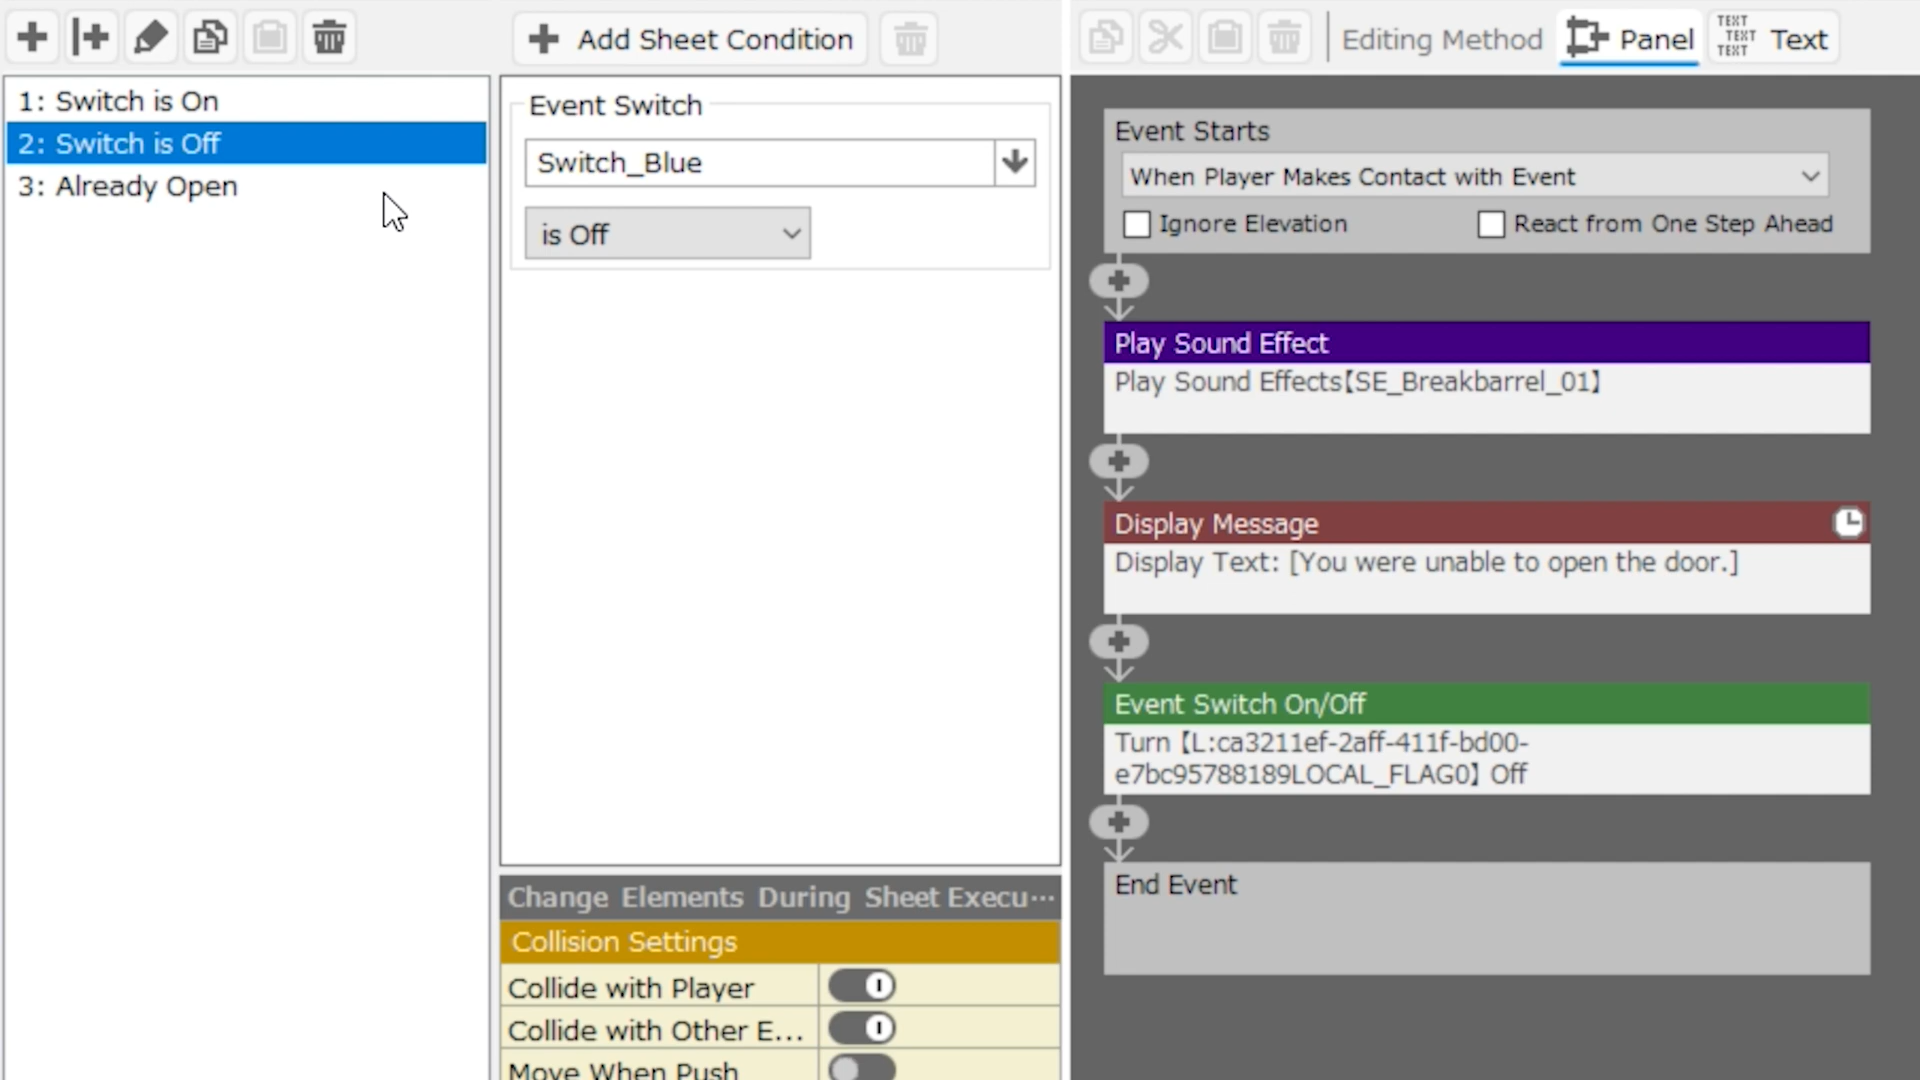 Add Sheet Condition
Editing Method
Panel
TEXT
TEXT
TEXT
Text
1: Switch is On
2: Switch is Off
3: Already Open
Event Switch
Switch_Blue
is Off
Change Elements During Sheet Execu···
Collision Settings
Collide with Player
Collide with Other E...
Move When Push
Event Starts
When Player Makes Contact with Event
Ignore Elevation
React from One Step Ahead
Play Sound Effect
Play Sound Effects【SE_Breakbarrel_01】
Display Message
Display Text: [You were unable to open the door.]
Event Switch On/Off
Turn【L:ca3211ef-2aff-411f-bd00-
e7bc95788189LOCAL_FLAG0】Off
End Event